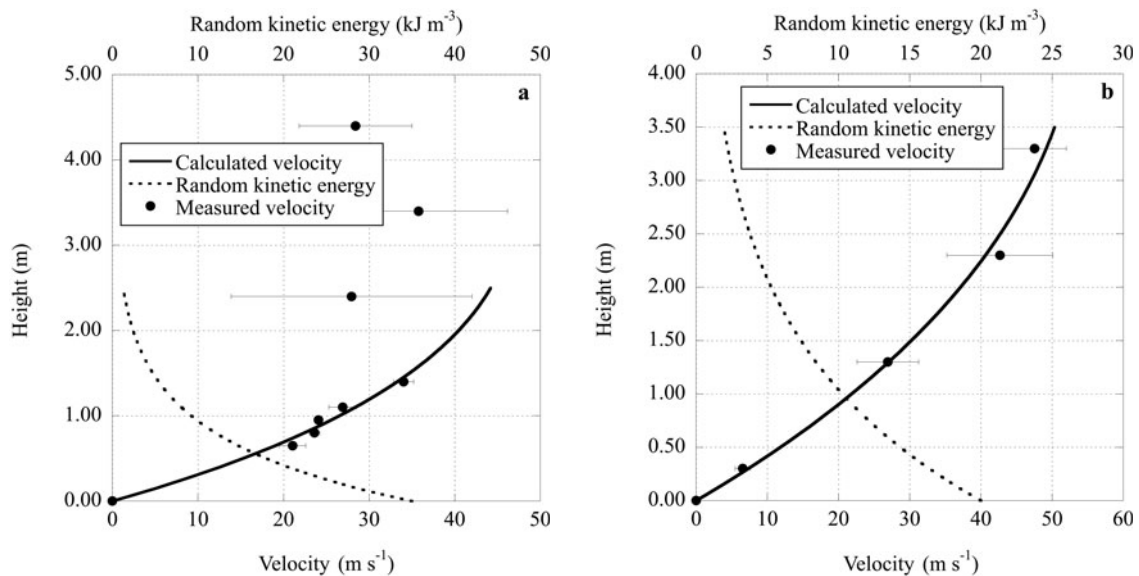 Random kinetic energy (kJ m⁻³)
0 10 20 30 40 50
5.00
4.00
3.00
2.00
1.00
0.00
Height (m)
a
Calculated velocity
Random kinetic energy
Measured velocity
0 10 20 30 40 50
Velocity (m s⁻¹)
Random kinetic energy (kJ m⁻³)
0 5 10 15 20 25 30
4.00
3.50
3.00
2.50
2.00
1.50
1.00
0.50
0.00
Height (m)
b
Calculated velocity
Random kinetic energy
Measured velocity
0 10 20 30 40 50 60
Velocity (m s⁻¹)